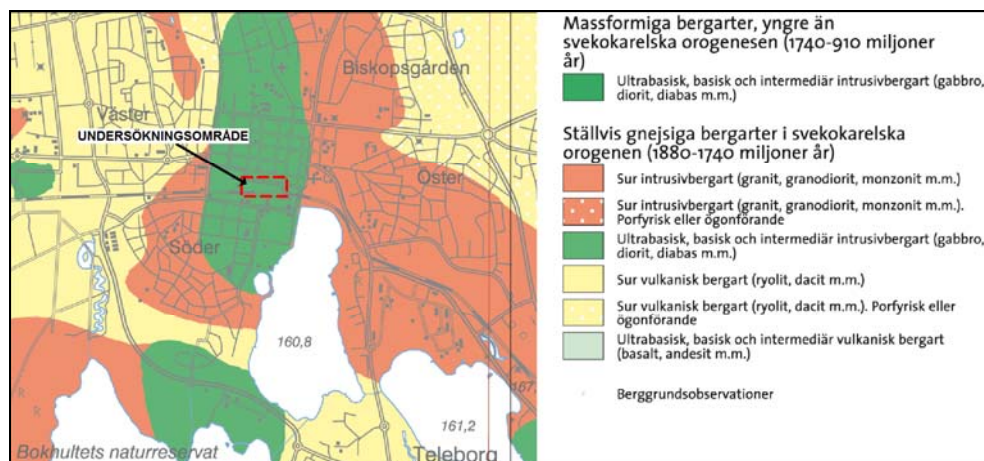 Biskopsgården
Väster
UNDERSÖKNINGSOMRÅDE
Öster
Söder
160,8
167,
161,2
Bokhultets naturreservat
Teleborg
R
R R
Massformiga bergarter, yngre än
svekokarelska orogenesen (1740-910 miljoner
år)
Ultrabasisk, basisk och intermediär intrusivbergart (gabbro,
diorit, diabas m.m.)
Ställvis gnejsiga bergarter i svekokarelska
orogenen (1880-1740 miljoner år)
Sur intrusivbergart (granit, granodiorit, monzonit m.m.)
Sur intrusivbergart (granit, granodiorit, monzonit m.m.).
Porfyrisk eller ögonförande
Ultrabasisk, basisk och intermediär intrusivbergart (gabbro,
diorit, diabas m.m.)
Sur vulkanisk bergart (ryolit, dacit m.m.)
Sur vulkanisk bergart (ryolit, dacit m.m.). Porfyrisk eller
ögonförande
Ultrabasisk, basisk och intermediär vulkanisk bergart
(basalt, andesit m.m.)
Berggrundsobservationer